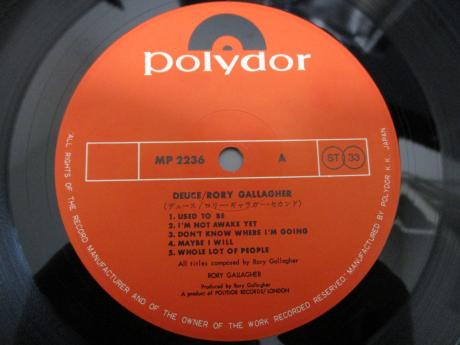 polydor
MP 2236 A ST 33
DEUCE/RORY GALLAGHER
(デュース/ロリー・ギャラガー・セカンド)
1. USED TO BE
2. I'M NOT AWAKE YET
3. DON'T KNOW WHERE I'M GOING
4. MAYBE I WILL
5. WHOLE LOT OF PEOPLE
All titles composed by Rory Gallagher
RORY GALLAGHER
Produced by Rory Gallagher
A product of POLYDOR RECORDS/LONDON
ALL RIGHTS OF THE RECORD MANUFACTURER AND OF THE OWNER OF THE WORK RECORDED RESERVED. MANUFACTURED BY POLYDOR K.K. JAPAN